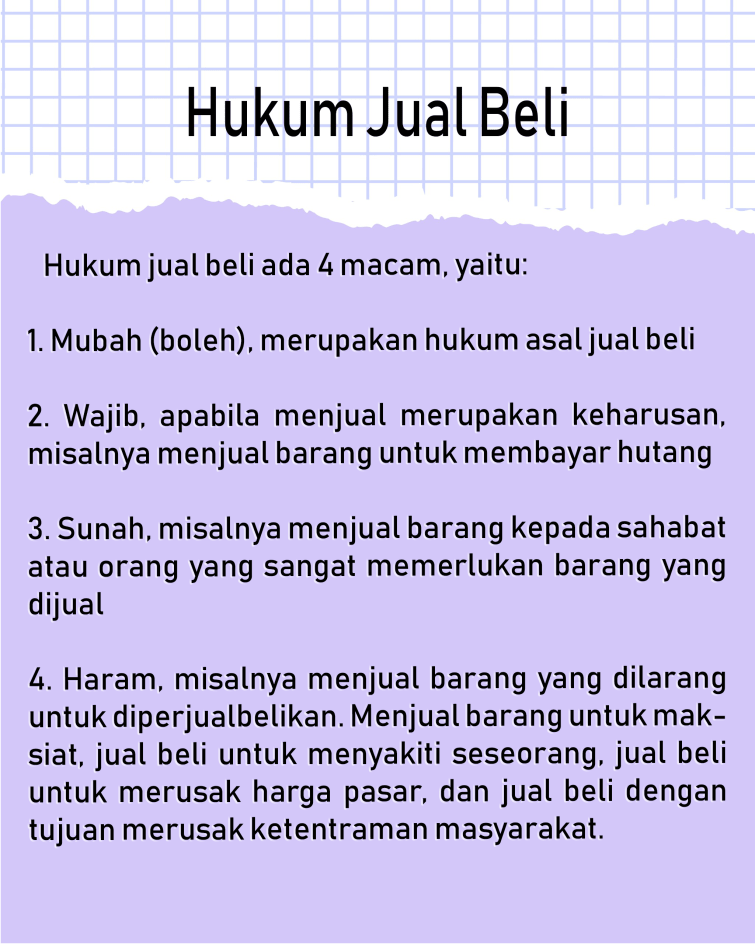 Hukum Jual Beli
Hukum jual beli ada 4 macam, yaitu:
1. Mubah (boleh), merupakan hukum asal jual beli
2. Wajib, apabila menjual merupakan keharusan,
misalnya menjual barang untuk membayar hutang
3. Sunah, misalnya menjual barang kepada sahabat
atau orang yang sangat memerlukan barang yang
dijual
4. Haram, misalnya menjual barang yang dilarang
untuk diperjualbelikan. Menjual barang untuk mak-
siat, jual beli untuk menyakiti seseorang, jual beli
untuk merusak harga pasar, dan jual beli dengan
tujuan merusak ketentraman masyarakat.